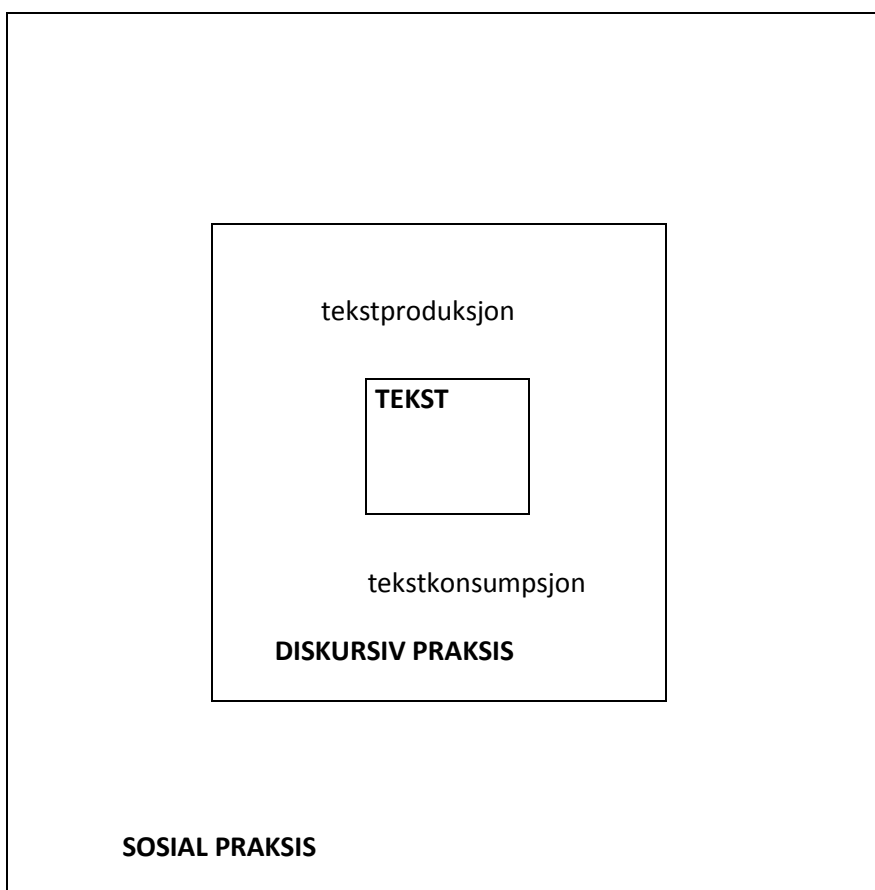 tekstproduksjon
TEKST
tekstkonsumpsjon
DISKURSIV PRAKSIS
SOSIAL PRAKSIS